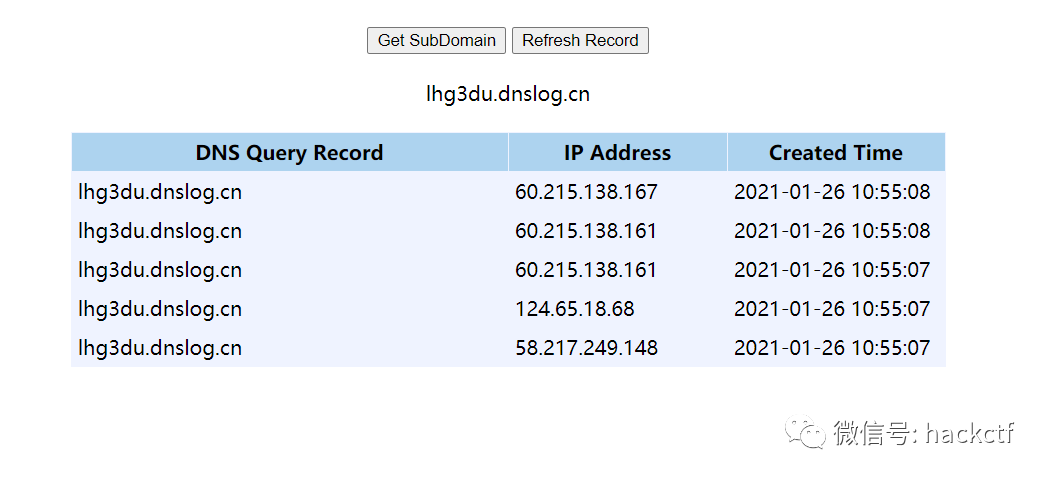 Get SubDomain Refresh Record
lhg3du.dnslog.cn
DNS Query Record IP Address Created Time
lhg3du.dnslog.cn 60.215.138.167 2021-01-26 10:55:08
lhg3du.dnslog.cn 60.215.138.161 2021-01-26 10:55:08
lhg3du.dnslog.cn 60.215.138.161 2021-01-26 10:55:07
lhg3du.dnslog.cn 124.65.18.68 2021-01-26 10:55:07
lhg3du.dnslog.cn 58.217.249.148 2021-01-26 10:55:07
微信号: hackctf